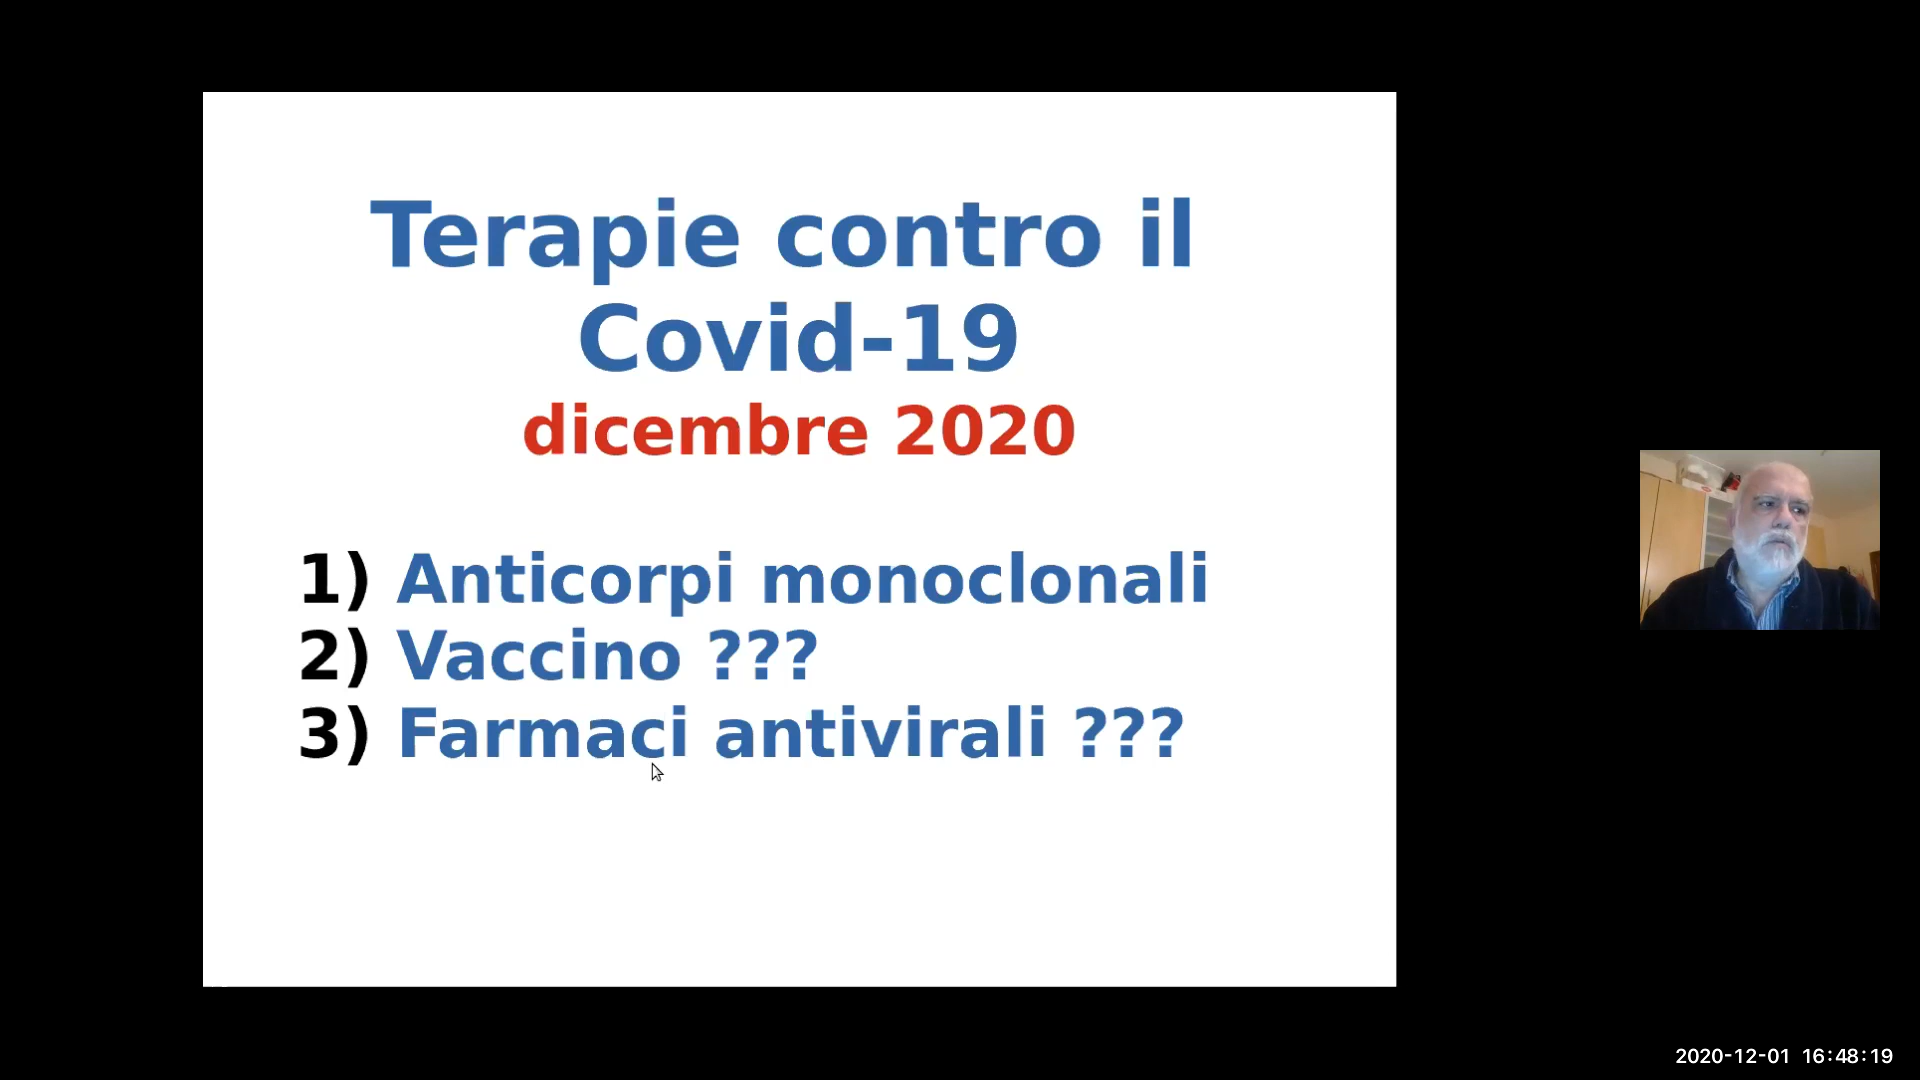 Terapie contro il
Covid-19
dicembre 2020
1) Anticorpi monoclonali
2) Vaccino ???
3) Farmaci antivirali ???
2020-12-01 16:48:19